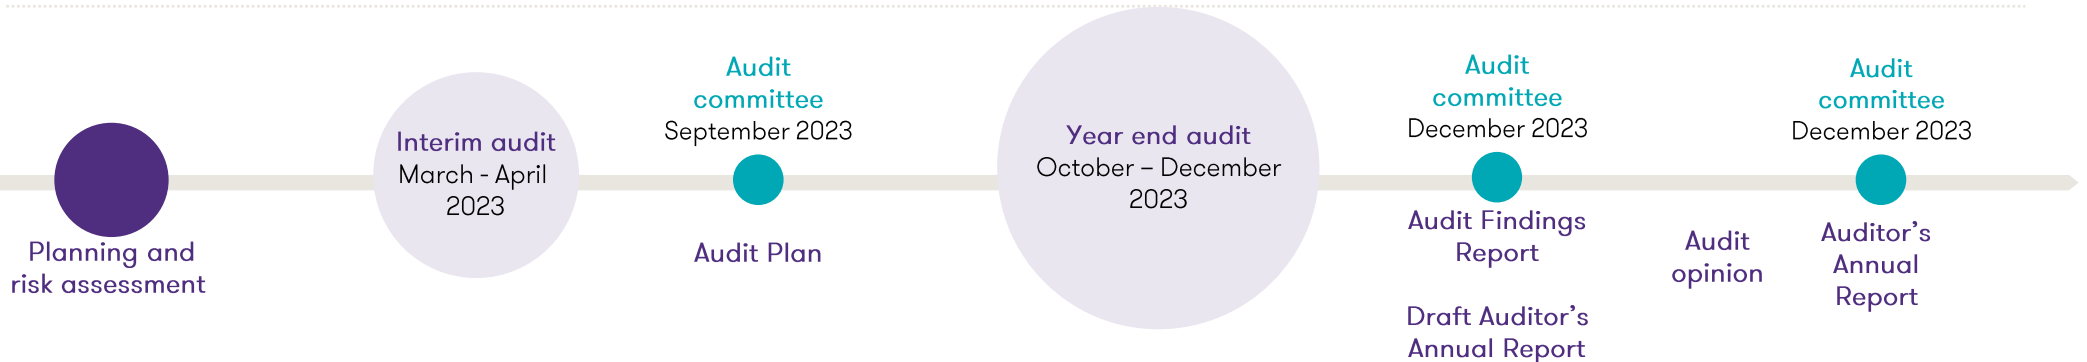 Planning and
risk assessment
Interim audit
March - April
2023
Audit
committee
September 2023
Audit Plan
Year end audit
October – December
2023
Audit
committee
December 2023
Audit Findings
Report
Draft Auditor’s
Annual Report
Audit
opinion
Audit
committee
December 2023
Auditor’s
Annual
Report